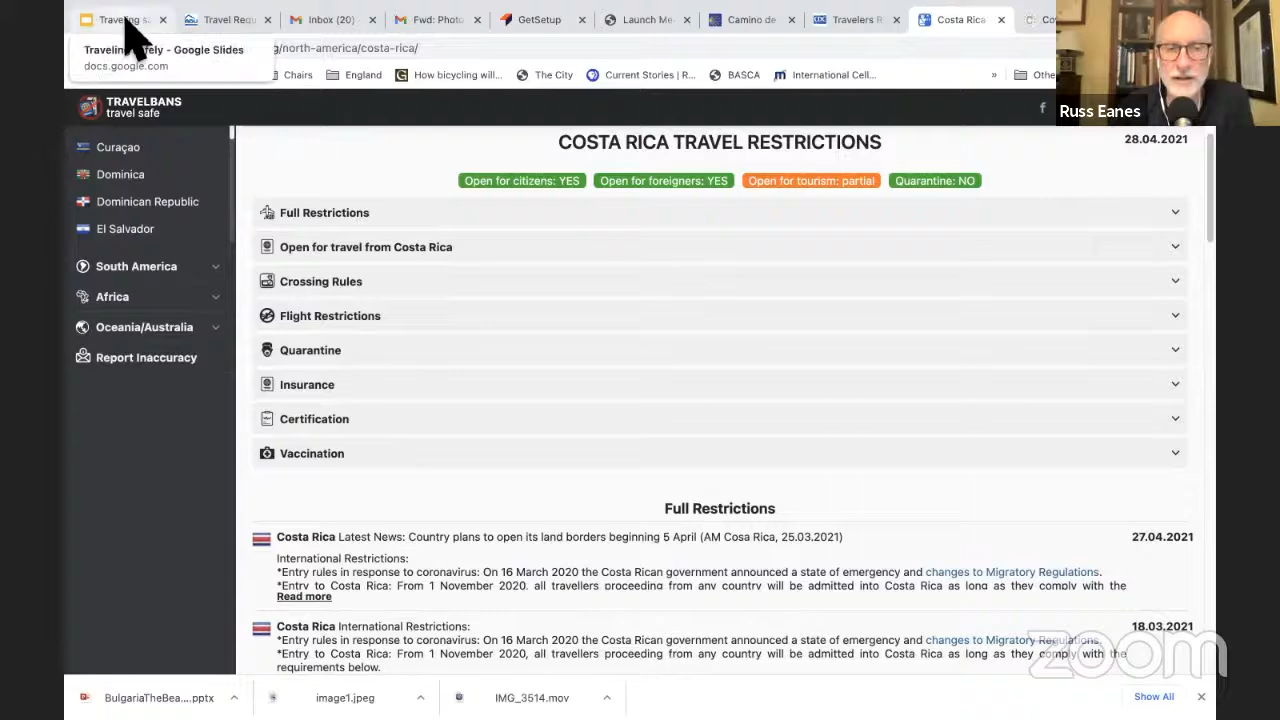 Traveling s
Travel Requ
Inbox (20)
Fwd: Photo
GetSetup
Launch Me
Camino de
Travelers R
Costa Rica
Traveling
ely - Google Slides
docs.google.com
g/north-america/costa-rica/
Chairs
England
How bicycling will...
The City
Current Stories | R...
BASCA
International Cell...
»
Othe
Russ Eanes
TRAVELBANS
travel safe
Curaçao
Dominica
Dominican Republic
El Salvador
South America
Africa
Oceania/Australia
Report Inaccuracy
COSTA RICA TRAVEL RESTRICTIONS
28.04.2021
Open for citizens: YES
Open for foreigners: YES
Open for tourism: partial
Quarantine: NO
Full Restrictions
Open for travel from Costa Rica
Crossing Rules
Flight Restrictions
Quarantine
Insurance
Certification
Vaccination
Full Restrictions
Costa Rica Latest News: Country plans to open its land borders beginning 5 April (AM Cosa Rica, 25.03.2021)
27.04.2021
International Restrictions:
*Entry rules in response to coronavirus: On 16 March 2020 the Costa Rican government announced a state of emergency and changes to Migratory Regulations.
*Entry to Costa Rica: From 1 November 2020, all travellers proceeding from any country will be admitted into Costa Rica as long as they comply with the
Read more
Costa Rica International Restrictions:
18.03.2021
*Entry rules in response to coronavirus: On 16 March 2020 the Costa Rican government announced a state of emergency and changes to Migratory Regulations.
*Entry to Costa Rica: From 1 November 2020, all travellers proceeding from any country will be admitted into Costa Rica as long as they comply with the
requirements below.
zoom
BulgariaTheBea....pptx
image1.jpeg
IMG_3514.mov
Show All